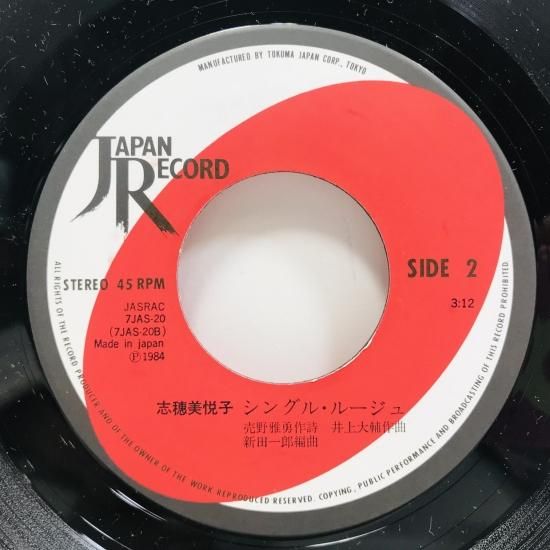 MANUFACTURED BY TOKUMA JAPAN CORP., TOKYO
JAPAN
RECORD
STEREO 45 RPM
SIDE 2
JASRAC
7JAS-20
(7JAS-20B)
Made in japan
Ⓟ1984
3:12
志穂美悦子 シングル・ルージュ
売野雅勇作詩 井上大輔作曲
新田一郎編曲
ALL RIGHTS OF THE RECORD PRODUCER AND OF THE OWNER OF THE WORK REPRODUCED RESERVED. COPYING, PUBLIC PERFORMANCE AND BROADCASTING OF THIS RECORD PROHIBITED